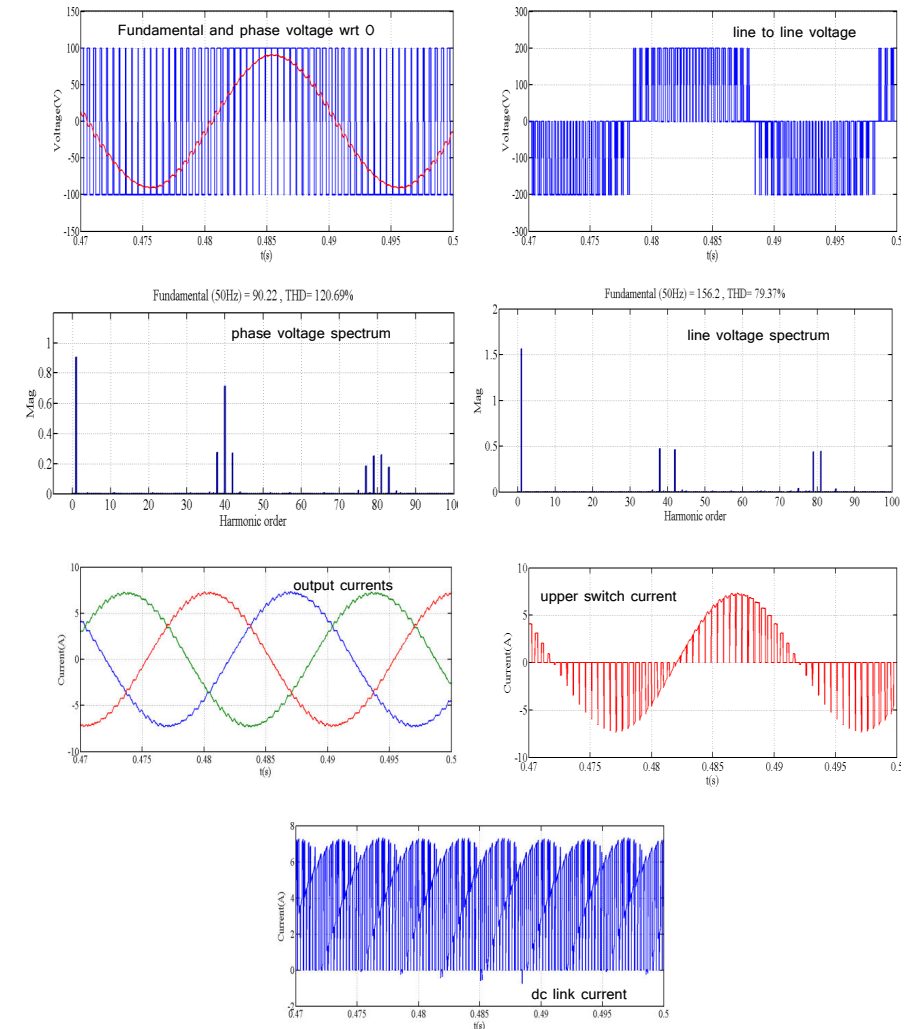 Fundamental and phase voltage wrt O
150
100
50
0
-50
-100
-150
Voltage(V)
0.47 0.475 0.48 0.485 0.49 0.495 0.5
t(s)
line to line voltage
300
200
100
0
-100
-200
-300
Voltage(V)
0.47 0.475 0.48 0.485 0.49 0.495 0.5
t(s)
Fundamental (50Hz) = 90.22 , THD= 120.69%
phase voltage spectrum
1
0.8
0.6
0.4
0.2
0
Mag
0 10 20 30 40 50 60 70 80 90 100
Harmonic order
Fundamental (50Hz) = 156.2 , THD= 79.37%
line voltage spectrum
2
1.5
1
0.5
0
Mag
0 10 20 30 40 50 60 70 80 90 100
Harmonic order
output currents
10
5
0
-5
-10
Current(A)
0.47 0.475 0.48 0.485 0.49 0.495 0.5
t(s)
upper switch current
10
5
0
-5
-10
Current(A)
0.47 0.475 0.48 0.485 0.49 0.495 0.5
t(s)
8
6
4
2
0
-2
Current(A)
dc link current
0.47 0.475 0.48 0.485 0.49 0.495 0.5
t(s)